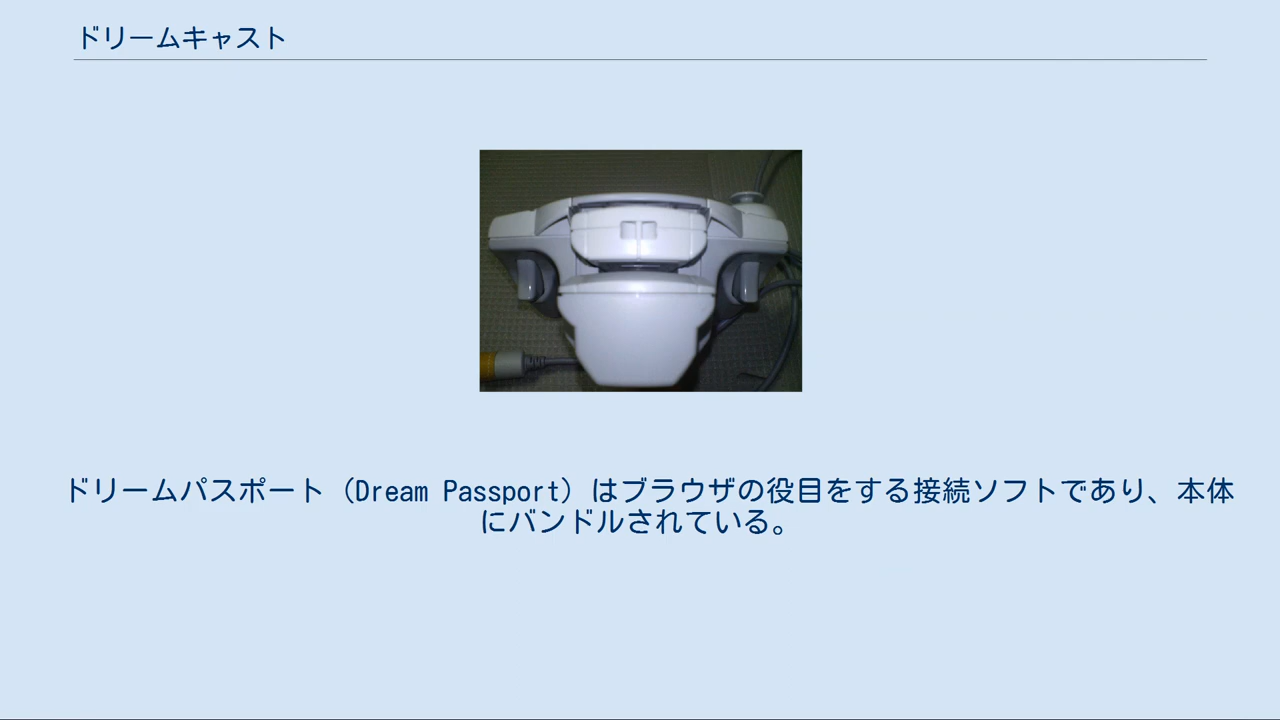 ドリームキャスト
ドリームパスポート（Dream Passport）はブラウザの役目をする接続ソフトであり、本体
にバンドルされている。